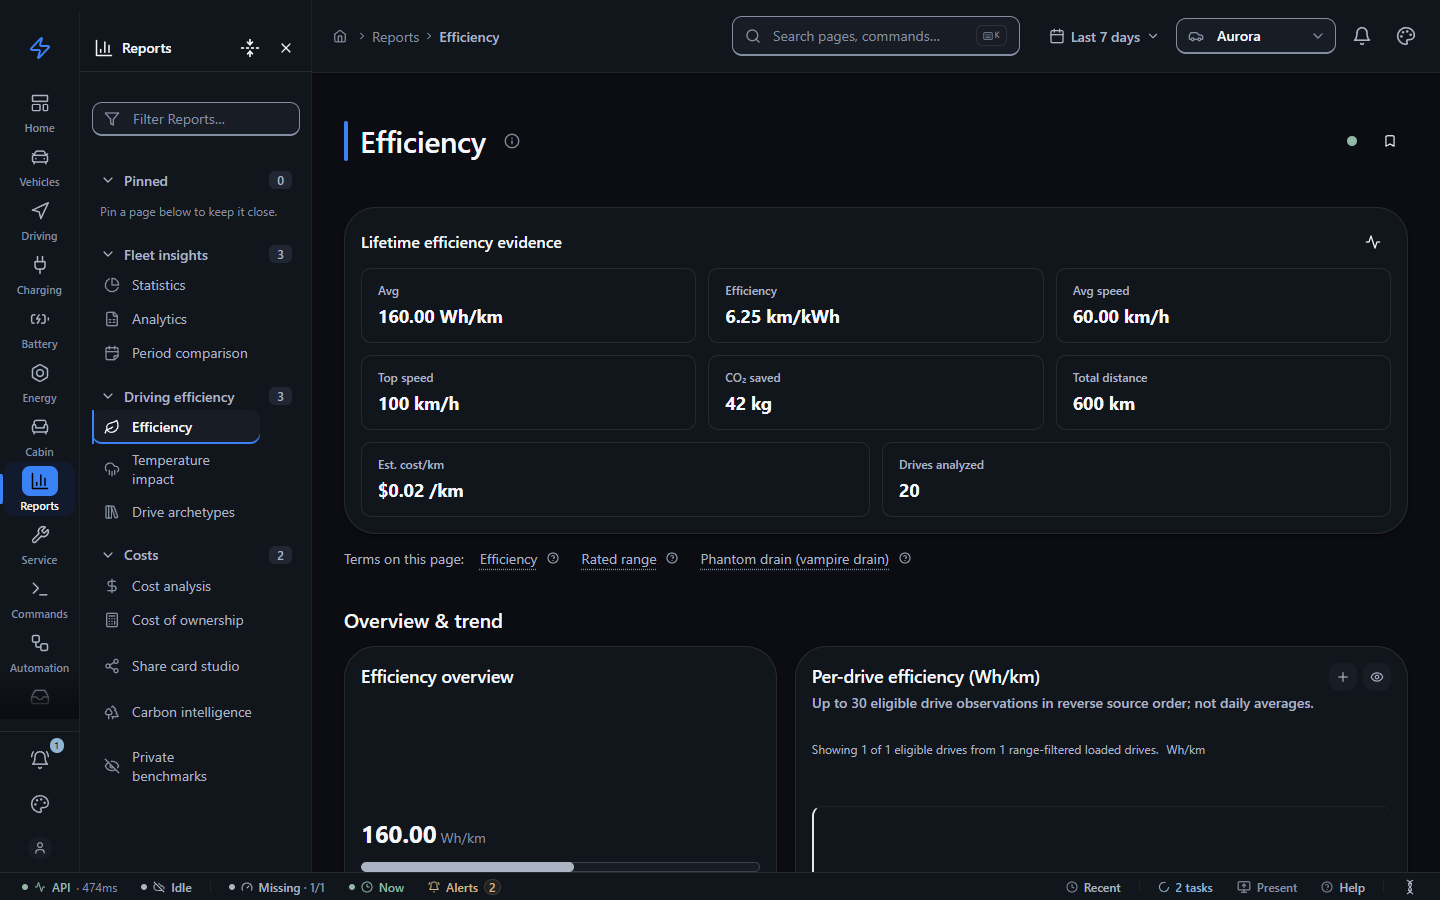 Home
Vehicles
Driving
Charging
Battery
Energy
Cabin
Reports
Service
Commands
Automation
1
Reports
Filter Reports...
Pinned 0
Pin a page below to keep it close.
Fleet insights 3
Statistics
Analytics
Period comparison
Driving efficiency 3
Efficiency
Temperature
impact
Drive archetypes
Costs 2
Cost analysis
Cost of ownership
Share card studio
Carbon intelligence
Private
benchmarks
Reports Efficiency
Search pages, commands... K
Last 7 days
Aurora
Efficiency
Lifetime efficiency evidence
Avg
160.00 Wh/km
Efficiency
6.25 km/kWh
Avg speed
60.00 km/h
Top speed
100 km/h
CO₂ saved
42 kg
Total distance
600 km
Est. cost/km
$0.02 /km
Drives analyzed
20
Terms on this page: Efficiency Rated range Phantom drain (vampire drain)
Overview & trend
Efficiency overview
160.00 Wh/km
Per-drive efficiency (Wh/km)
Up to 30 eligible drive observations in reverse source order; not daily averages.
Showing 1 of 1 eligible drives from 1 range-filtered loaded drives. Wh/km
API · 474ms Idle Missing · 1/1 Now Alerts 2 Recent 2 tasks Present Help